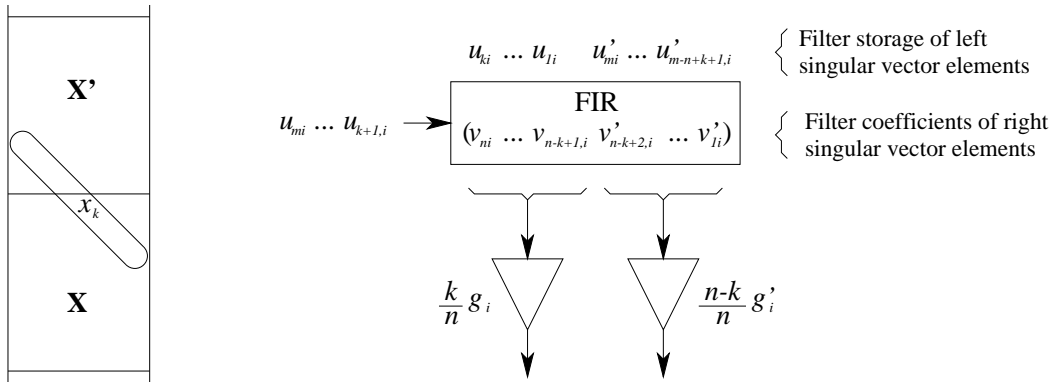 X'
x_k
X
u_{ki} ... u_{1i} u'_{mi} ... u'_{m-n+k+1,i}
Filter storage of left
singular vector elements
FIR
u_{mi} ... u_{k+1,i}
(v_{ni} ... v_{n-k+1,i} v'_{n-k+2,i} ... v'_{1i})
Filter coefficients of right
singular vector elements
k/n g_i
n-k/n g'_i